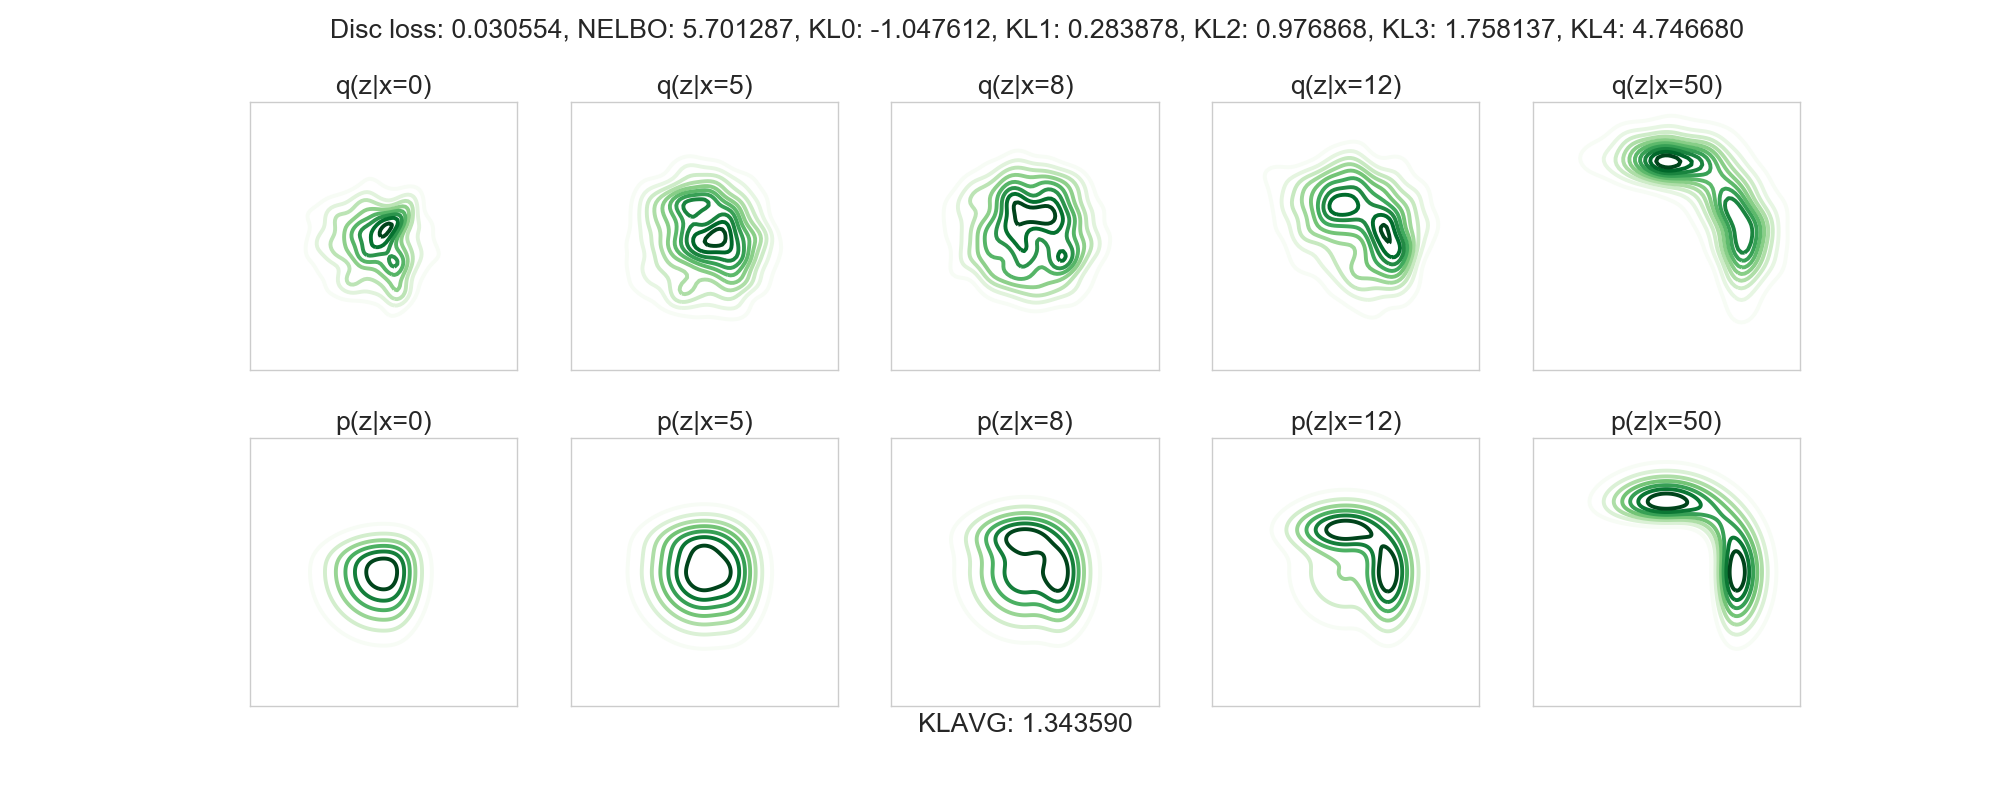 Disc loss: 0.030554, NELBO: 5.701287, KL0: -1.047612, KL1: 0.283878, KL2: 0.976868, KL3: 1.758137, KL4: 4.746680
q(z|x=0)
q(z|x=5)
q(z|x=8)
q(z|x=12)
q(z|x=50)
p(z|x=0)
p(z|x=5)
p(z|x=8)
p(z|x=12)
p(z|x=50)
KLAVG: 1.343590